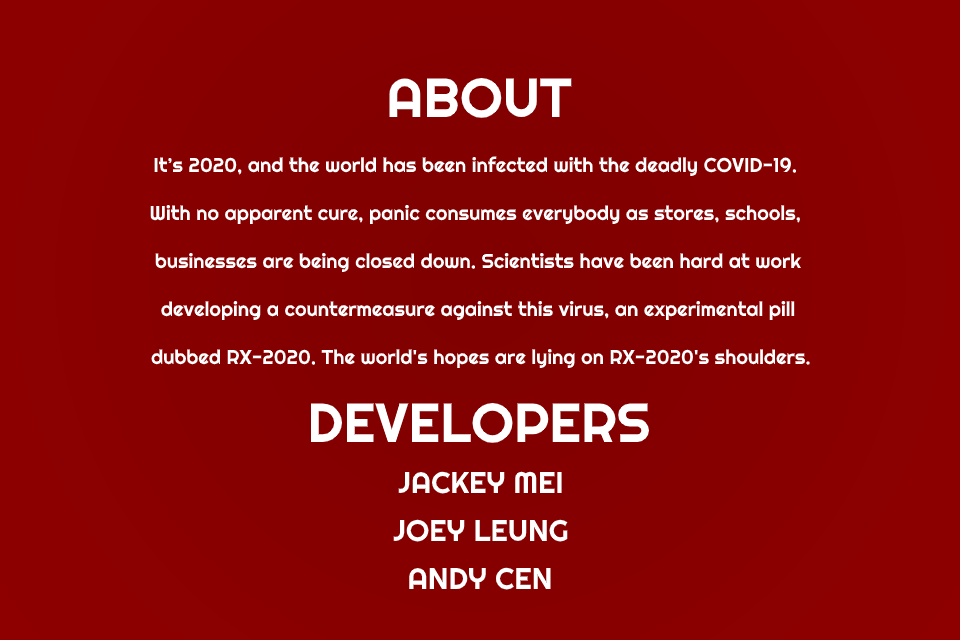 ABOUT
It's 2020, and the world has been infected with the deadly COVID-19.
With no apparent cure, panic consumes everybody as stores, schools,
businesses are being closed down. Scientists have been hard at work
developing a countermeasure against this virus, an experimental pill
dubbed RX-2020. The world's hopes are lying on RX-2020's shoulders.
DEVELOPERS
JACKEY MEI
JOEY LEUNG
ANDY CEN